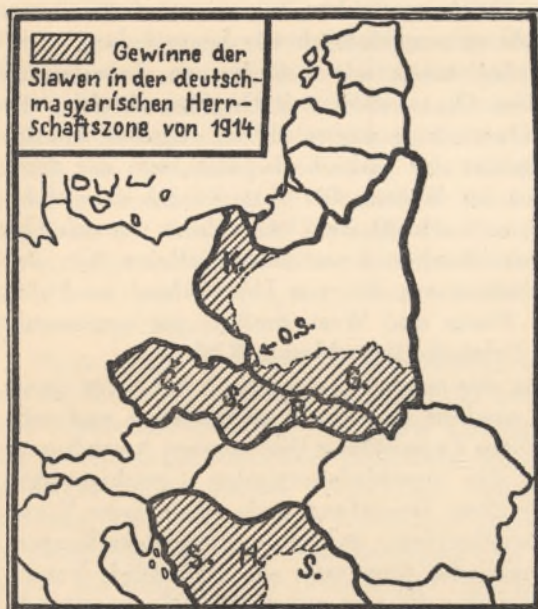 Gewinne der
Slawen in der deutsch-
magyarischen Herr-
schaftszone von 1914
K.
O.S.
Č. S. R. G.
S. H. S.